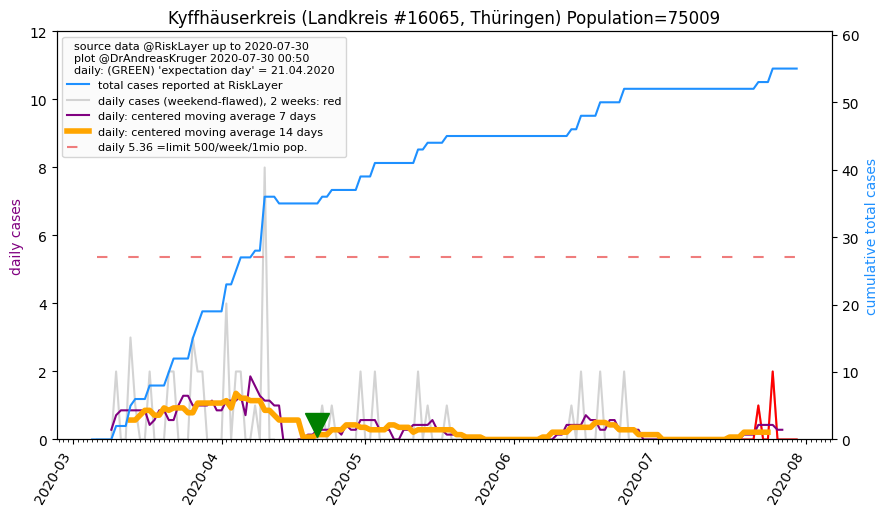 Kyffhäuserkreis (Landkreis #16065, Thüringen) Population=75009
source data @RiskLayer up to 2020-07-30
plot @DrAndreasKruger 2020-07-30 00:50
daily: (GREEN) 'expectation day' = 21.04.2020
total cases reported at RiskLayer
daily cases (weekend-flawed), 2 weeks: red
daily: centered moving average 7 days
daily: centered moving average 14 days
daily 5.36 =limit 500/week/1mio pop.
daily cases
12
10
8
6
4
2
0
cumulative total cases
60
50
40
30
20
10
0
2020-03
2020-04
2020-05
2020-06
2020-07
2020-08